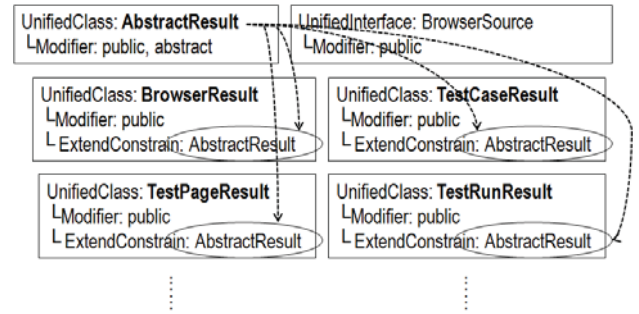 UnifiedClass: AbstractResult
└Modifier: public, abstract
UnifiedInterface: BrowserSource
└Modifier: public
UnifiedClass: BrowserResult
└Modifier: public
└ ExtendConstrain: AbstractResult
UnifiedClass: TestCaseResult
└Modifier: public
└ ExtendConstrain: AbstractResult
UnifiedClass: TestPageResult
└Modifier: public
└ ExtendConstrain: AbstractResult
UnifiedClass: TestRunResult
└Modifier: public
└ ExtendConstrain: AbstractResult